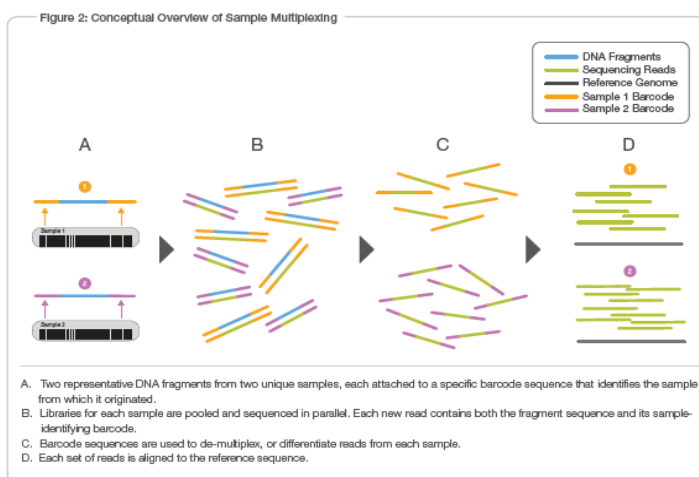 Figure 2: Conceptual Overview of Sample Multiplexing
DNA Fragments
Sequencing Reads
Reference Genome
Sample 1 Barcode
Sample 2 Barcode
A
B
C
D
1
1
Sample 1
2
2
Sample 2
A. Two representative DNA fragments from two unique samples, each attached to a specific barcode sequence that identifies the sample
from which it originated.
B. Libraries for each sample are pooled and sequenced in parallel. Each new read contains both the fragment sequence and its sample-
identifying barcode.
C. Barcode sequences are used to de-multiplex, or differentiate reads from each sample.
D. Each set of reads is aligned to the reference sequence.